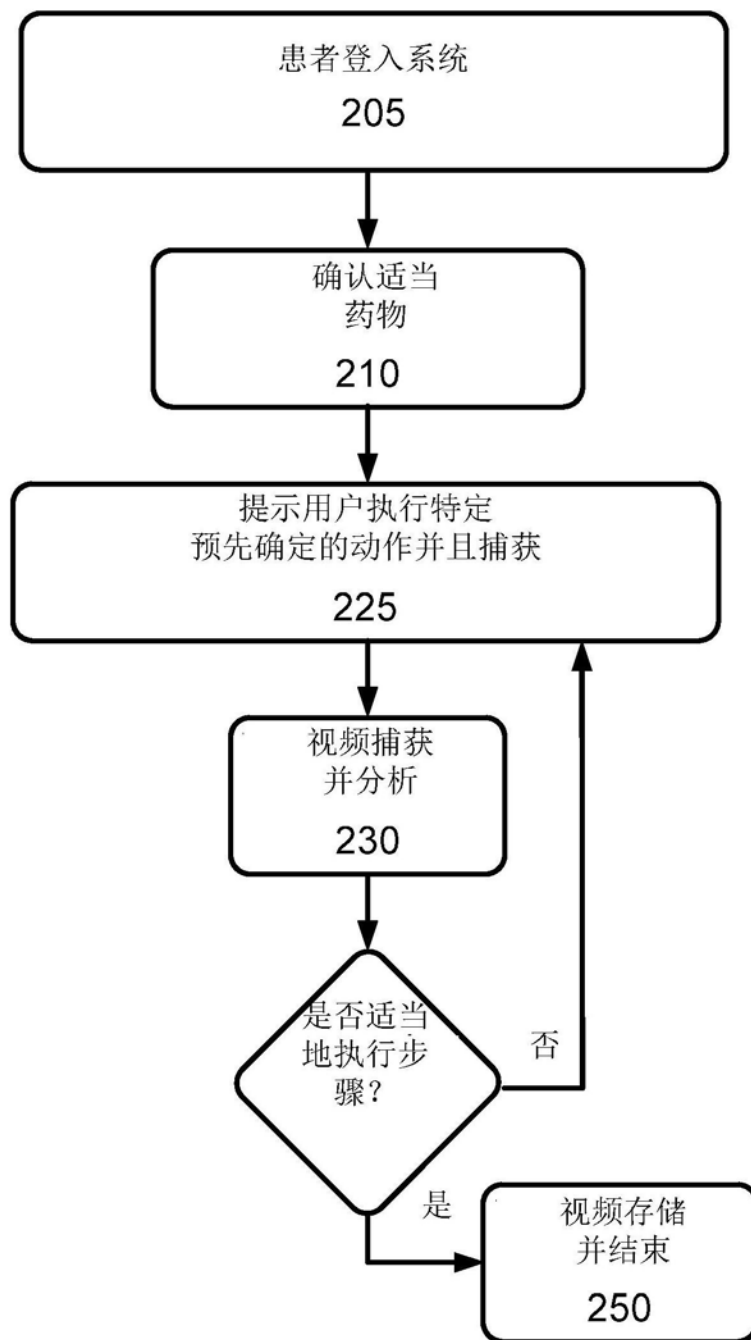 患者登入系统
205
确认适当
药物
210
提示用户执行特定
预先确定的动作并且捕获
225
视频捕获
并分析
230
是否适当
地执行步
骤？
否
是
视频存储
并结束
250